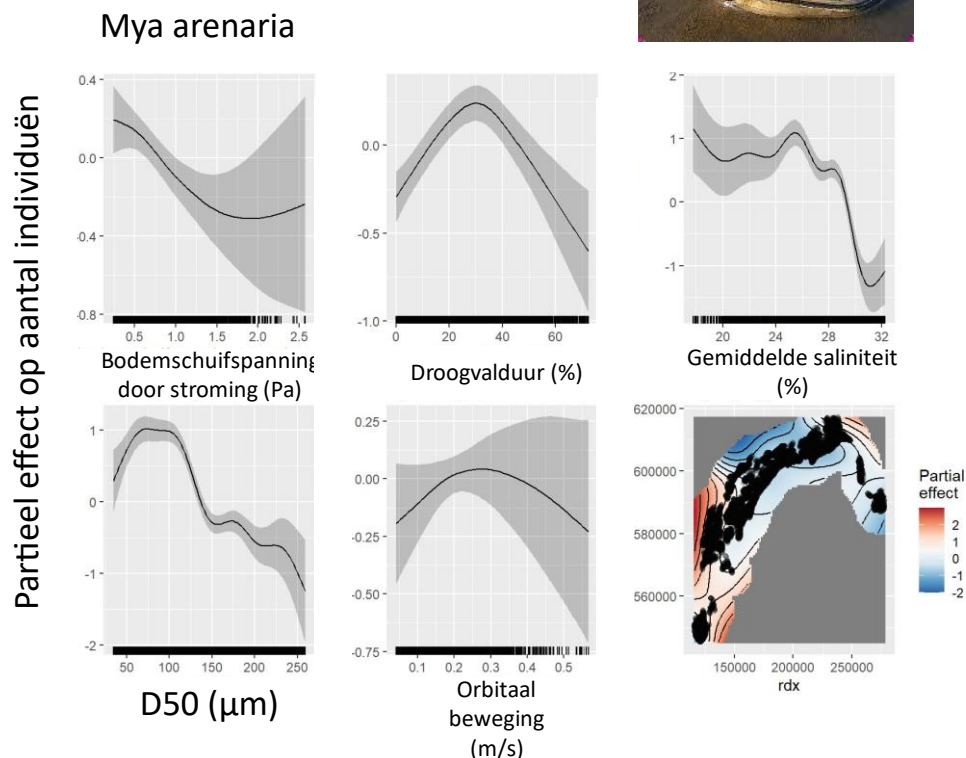 Mya arenaria
Partieel effect op aantal individuën
0.4
0.0
-0.4
-0.8
0.5 1.0 1.5 2.0 2.5
Bodemschuifspanning
door stroming (Pa)
0.0
-0.5
-1.0
0 20 40 60
Droogvalduur (%)
2
1
0
-1
20 24 28 32
Gemiddelde saliniteit
(%)
1
0
-1
-2
50 100 150 200 250
D50 (µm)
0.25
0.00
-0.25
-0.50
-0.75
0.1 0.2 0.3 0.4 0.5
Orbitaal
beweging
(m/s)
620000
600000
580000
560000
150000 200000 250000
rdx
Partial
effect
2
1
0
-1
-2